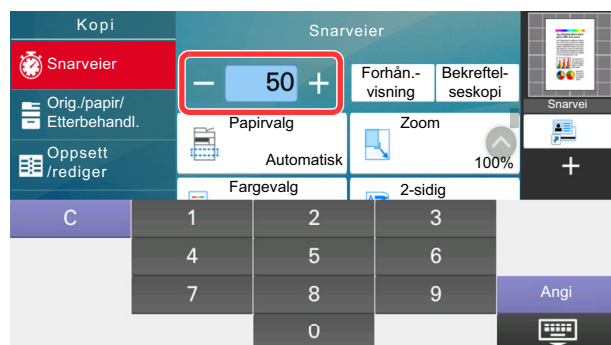 Kopi
Snarveier
Snarveier
− 50 +
Forhån.-
visning
Bekreftel-
seskopi
Orig./papir/
Etterbehandl.
Snarvei
Papirvalg
Automatisk
Zoom
100%
Oppsett
/rediger
+
Fargevalg
2-sidig
C
1 2 3
4 5 6
7 8 9
Angi
0